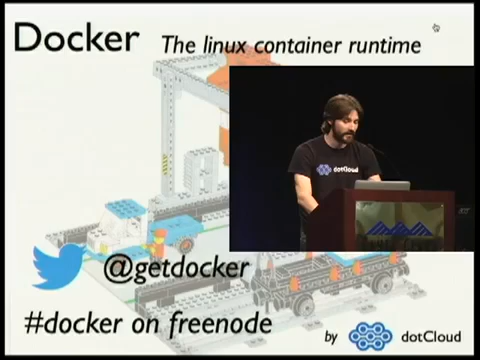 Docker The linux container runtime
dotCloud
@getdocker
#docker on freenode
by dotCloud